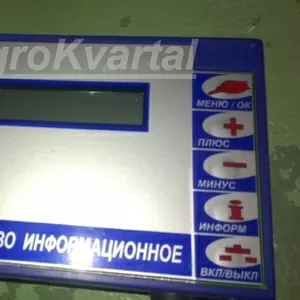 groKvartal
МЕНЮ / ОК
ПЛЮС
МИНУС
ИНФОРМ
ВО ИНФОРМАЦИОННОЕ
ВКЛ/ВЫКЛ